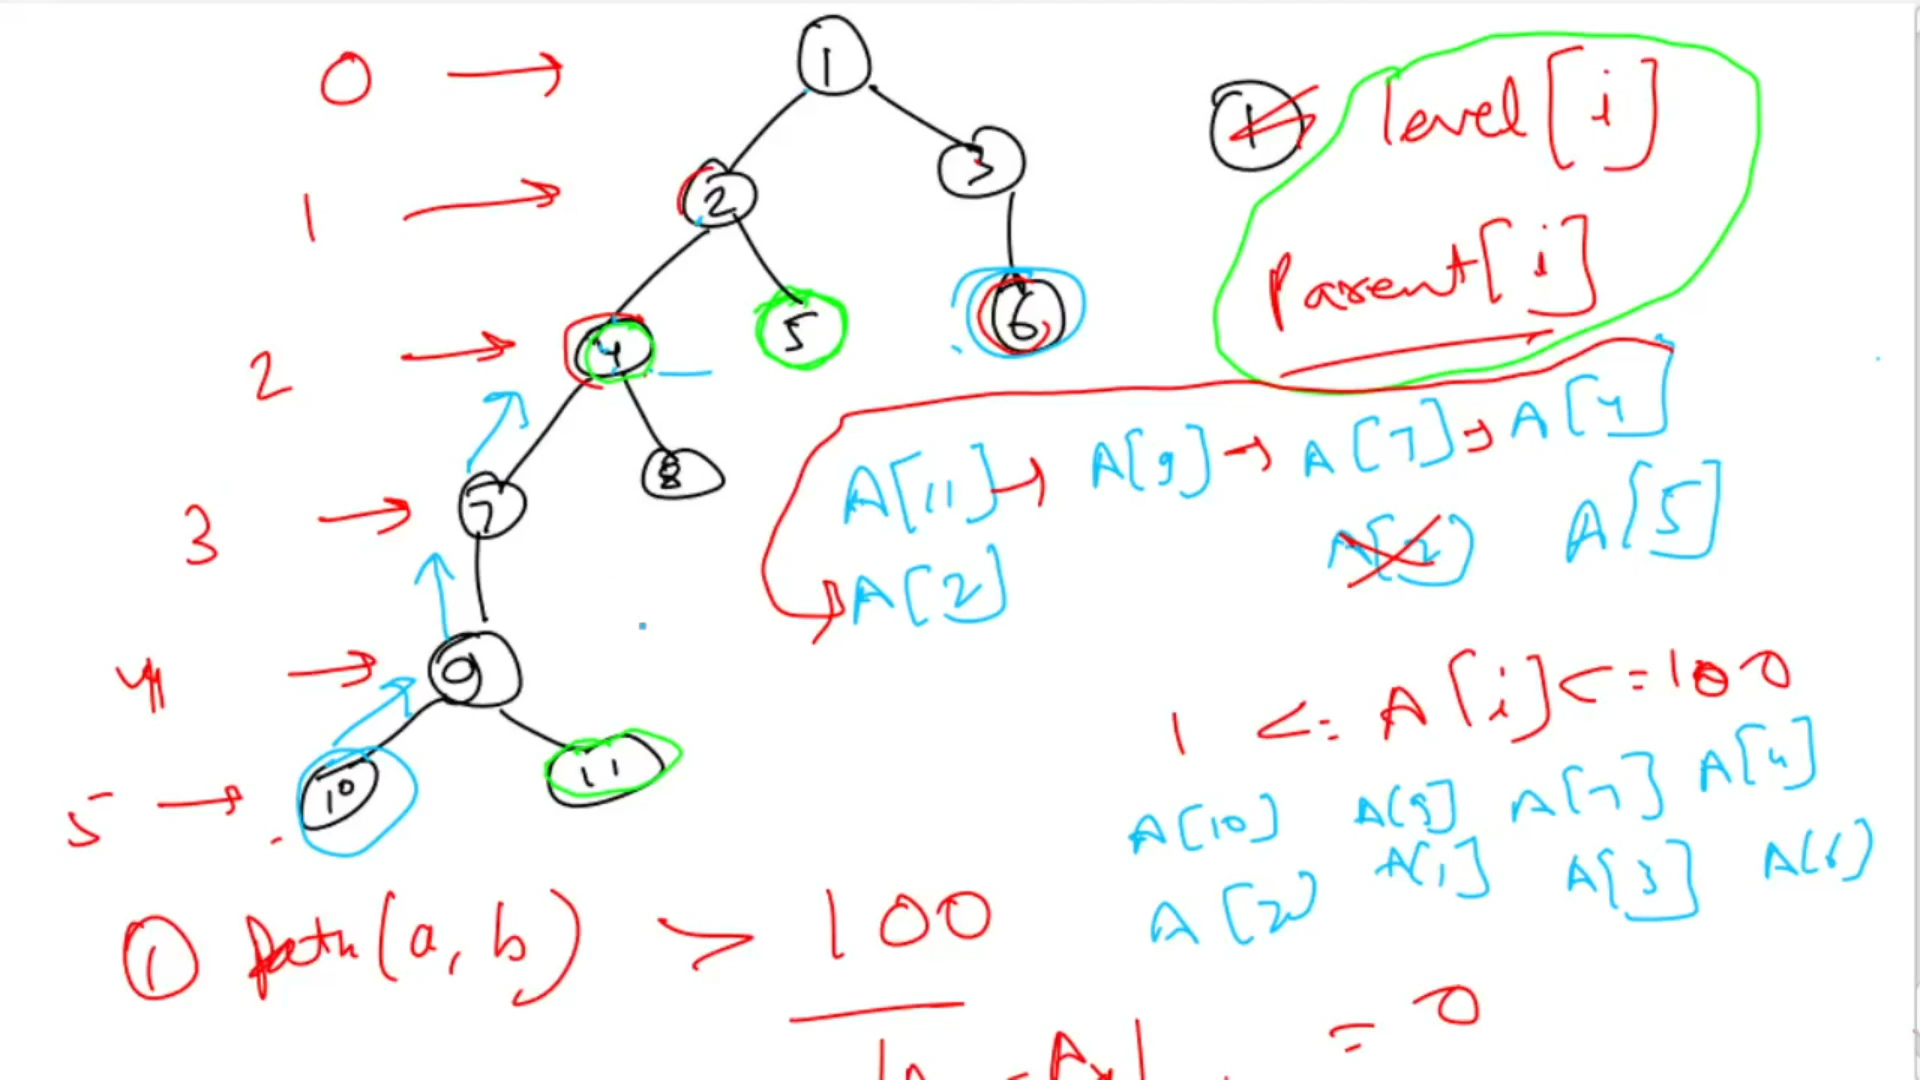 0 → 1
① level[i]
1 → 2 3
parent[i]
2 → 4 5 6
A[11] → A[9] → A[7] → A[4]
3 → 7 8
A[2] A[2] A[5]
4 → 9
1 <= A[i] <= 100
5 → 10 11
A[10] A[9] A[7] A[4]
A[2] A[1] A[3] A[6]
① path(a, b) > 100
= 0